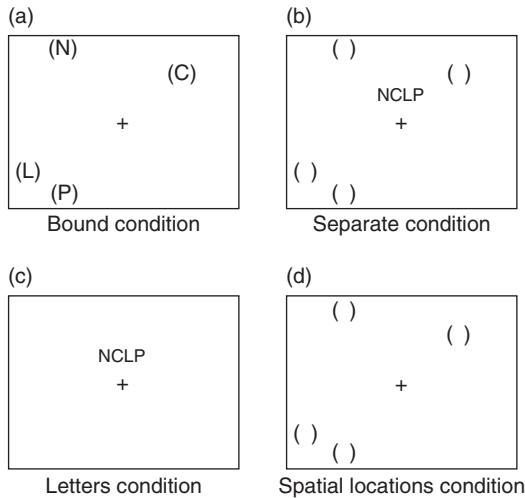 (a)
(N)
(C)
+
(L)
(P)
Bound condition
(b)
( )
( )
NCLP
+
( )
( )
Separate condition
(c)
NCLP
+
Letters condition
(d)
( )
( )
+
( )
( )
Spatial locations condition